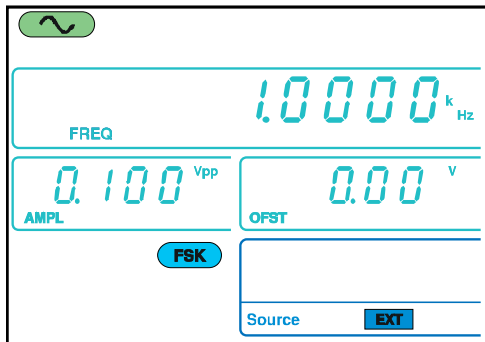 1.0000 k Hz
FREQ
0.100 Vpp
AMPL
0.00 V
OFST
FSK
Source EXT